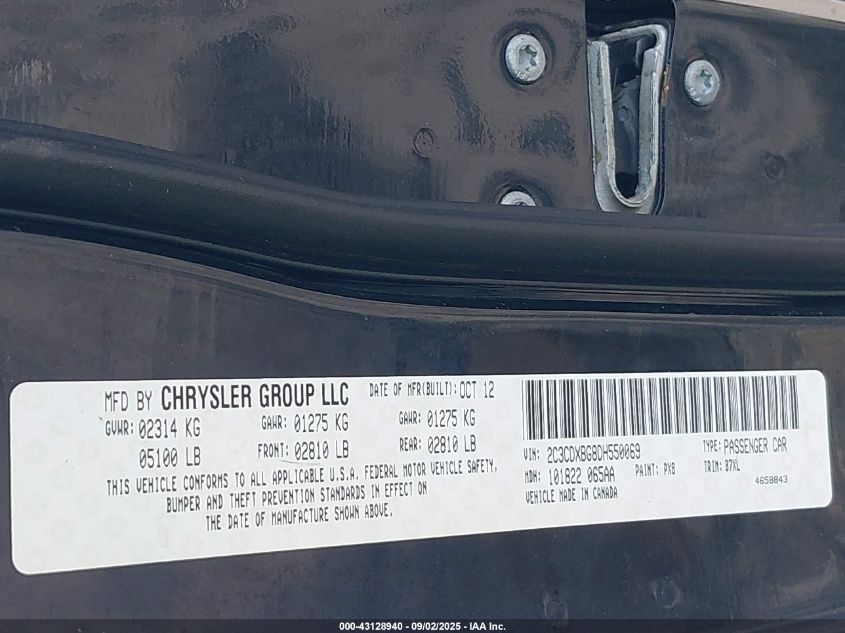 MFD BY CHRYSLER GROUP LLC DATE OF MFR(BUILT): OCT 12
GVWR: 02314 KG GAWR: 01275 KG GAWR: 01275 KG
05100 LB FRONT: 02810 LB REAR: 02810 LB
THIS VEHICLE CONFORMS TO ALL APPLICABLE U.S.A. FEDERAL MOTOR VEHICLE SAFETY,
BUMPER AND THEFT PREVENTION STANDARDS IN EFFECT ON
THE DATE OF MANUFACTURE SHOWN ABOVE.
VIN: 2C3CDXBG8DH550069 TYPE: PASSENGER CAR
MDH: 101822 065AA PAINT: PX8 TRIM: B7XL
VEHICLE MADE IN CANADA 4658843
000-43128940 - 09/02/2025 - IAA Inc.